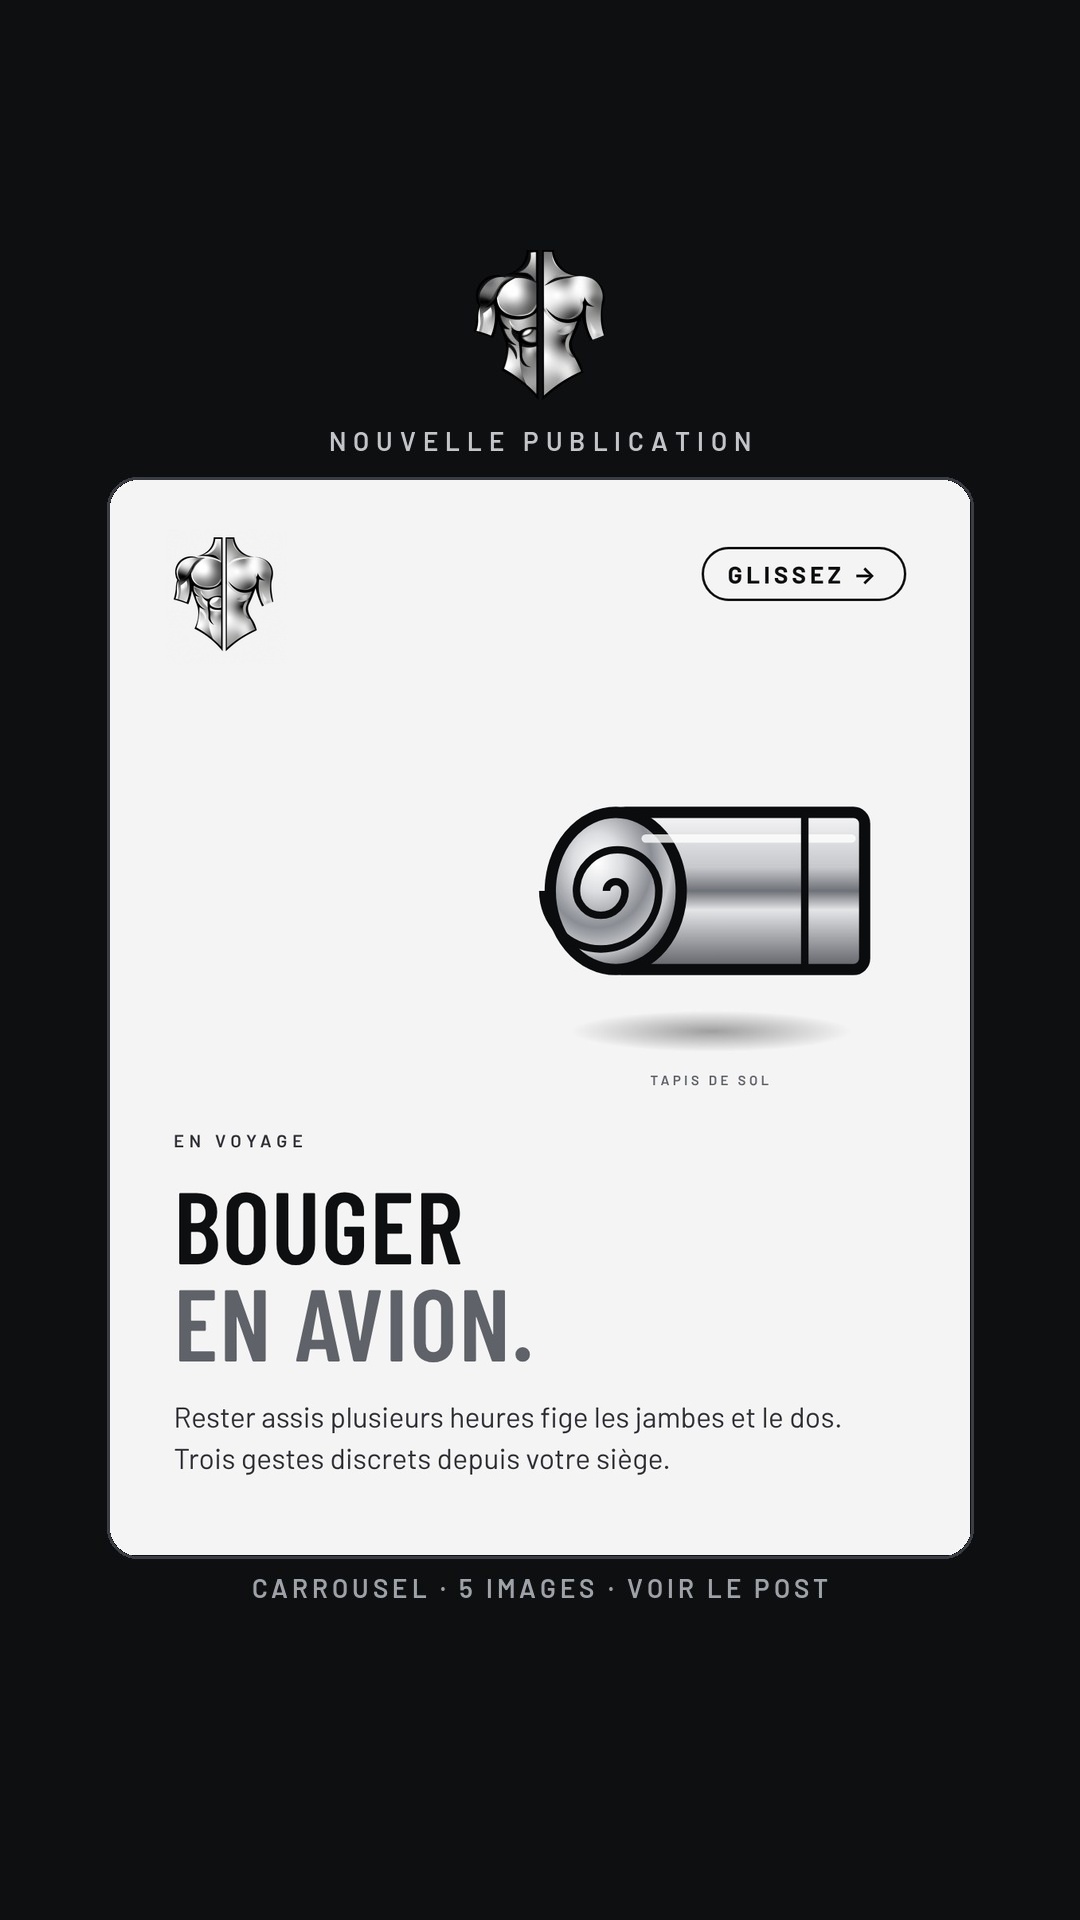 NOUVELLE PUBLICATION
GLISSEZ →
TAPIS DE SOL
EN VOYAGE
BOUGER
EN AVION.
Rester assis plusieurs heures fige les jambes et le dos.
Trois gestes discrets depuis votre siège.
CARROUSEL · 5 IMAGES · VOIR LE POST